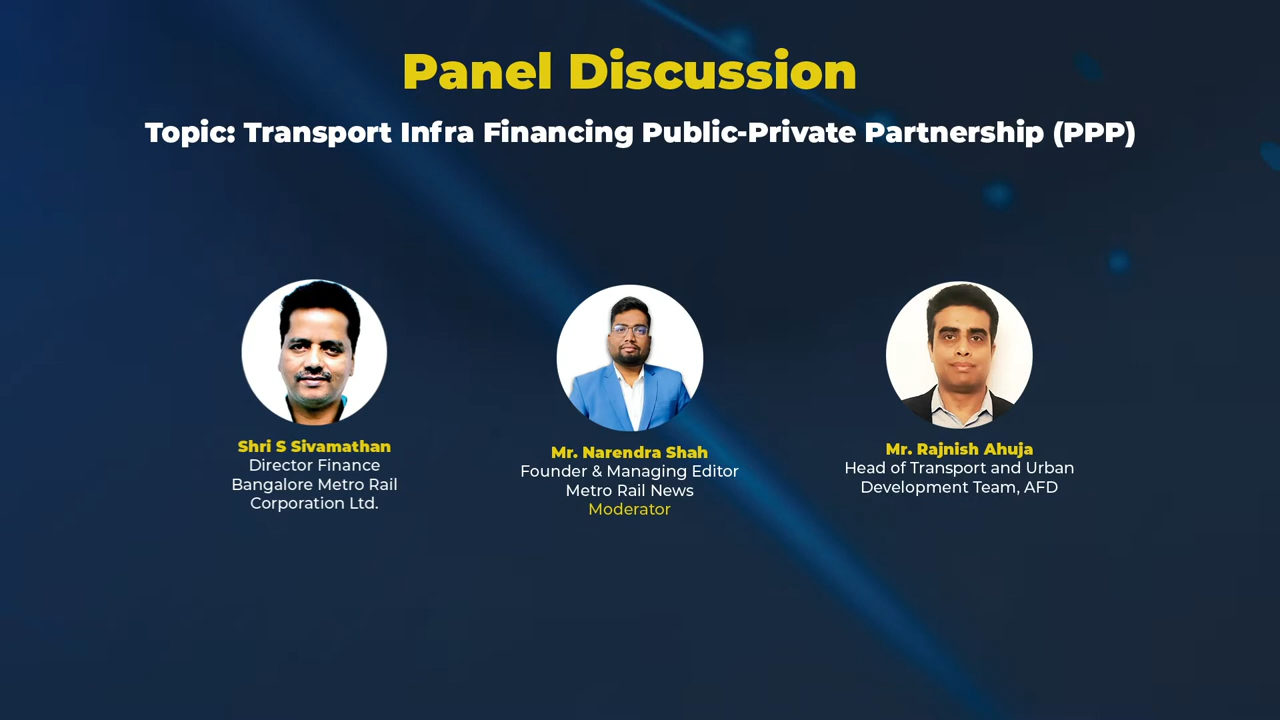 Panel Discussion
Topic: Transport Infra Financing Public-Private Partnership (PPP)
Shri S Sivamathan
Director Finance
Bangalore Metro Rail
Corporation Ltd.
Mr. Narendra Shah
Founder & Managing Editor
Metro Rail News
Moderator
Mr. Rajnish Ahuja
Head of Transport and Urban
Development Team, AFD